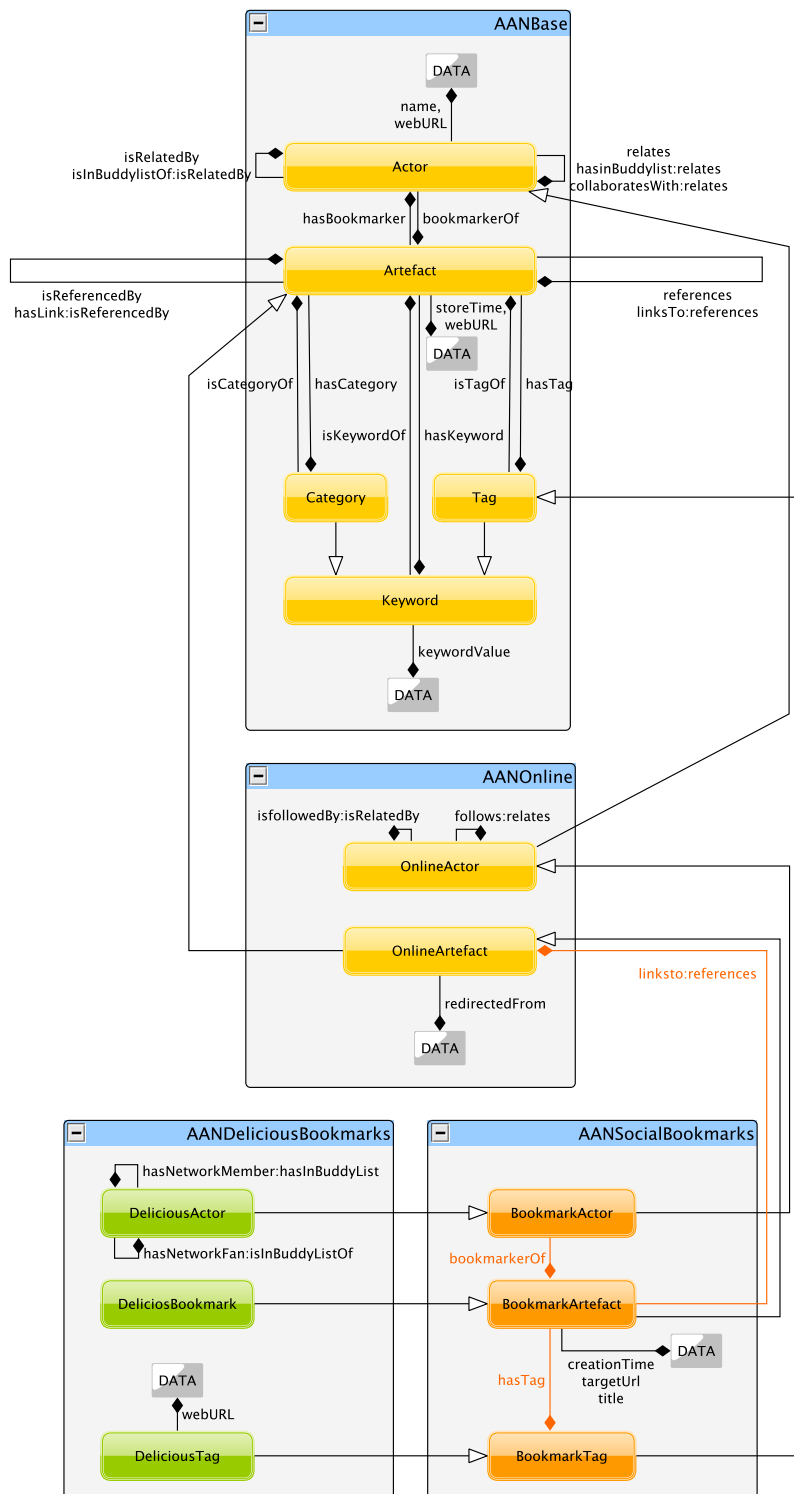 AANBase
DATA
name,
webURL
isRelatedBy
isInBuddylistOf:isRelatedBy
Actor
relates
hasinBuddylist:relates
collaboratesWith:relates
hasBookmarker
bookmarkerOf
Artefact
isReferencedBy
hasLink:isReferencedBy
references
linksTo:references
storeTime,
webURL
DATA
isCategoryOf
hasCategory
isTagOf
hasTag
isKeywordOf
hasKeyword
Category
Tag
Keyword
keywordValue
DATA
AANOnline
isfollowedBy:isRelatedBy
follows:relates
OnlineActor
OnlineArtefact
linksto:references
redirectedFrom
DATA
AANDeliciousBookmarks
AANSocialBookmarks
hasNetworkMember:hasInBuddyList
DeliciousActor
BookmarkActor
hasNetworkFan:isInBuddyListOf
bookmarkerOf
DeliciosBookmark
BookmarkArtefact
DATA
creationTime
targetUrl
title
hasTag
DATA
webURL
DeliciousTag
BookmarkTag